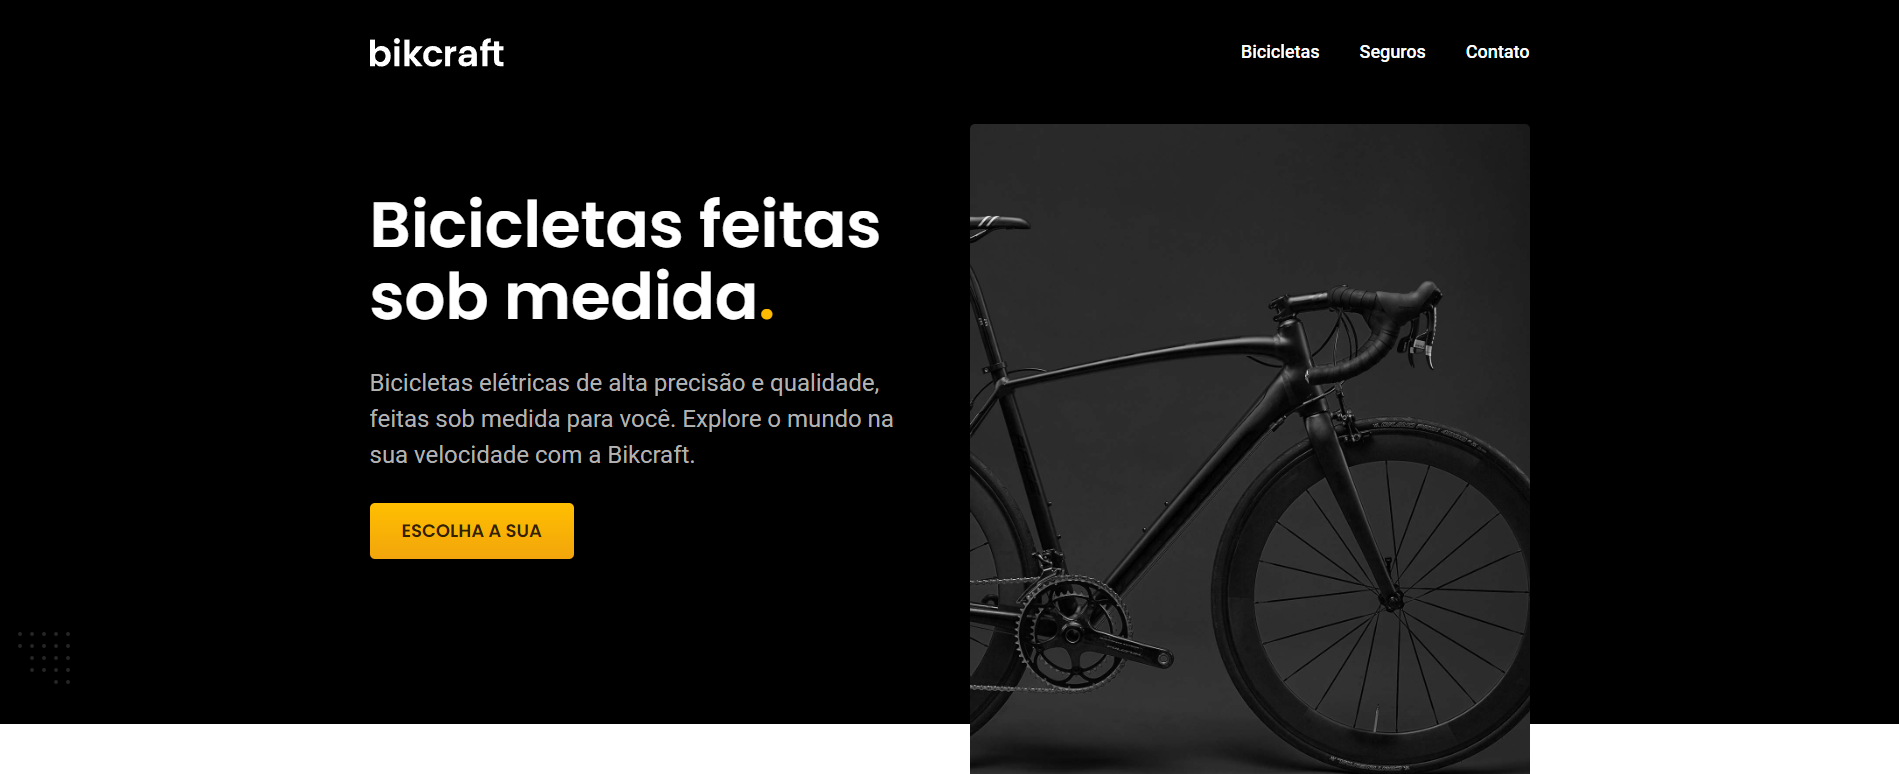 bikcraft
Bicicletas Seguros Contato
Bicicletas feitas
sob medida.
Bicicletas elétricas de alta precisão e qualidade,
feitas sob medida para você. Explore o mundo na
sua velocidade com a Bikcraft.
ESCOLHA A SUA